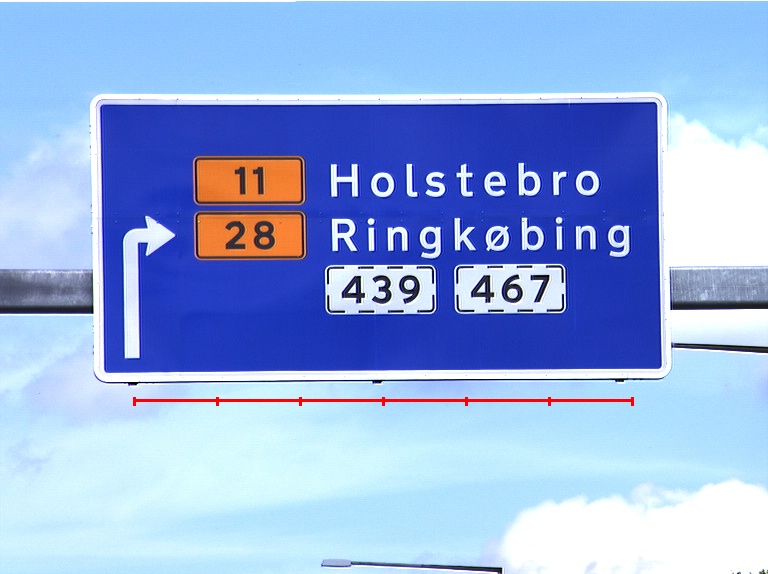 11 Holstebro
28 Ringkøbing
439 467